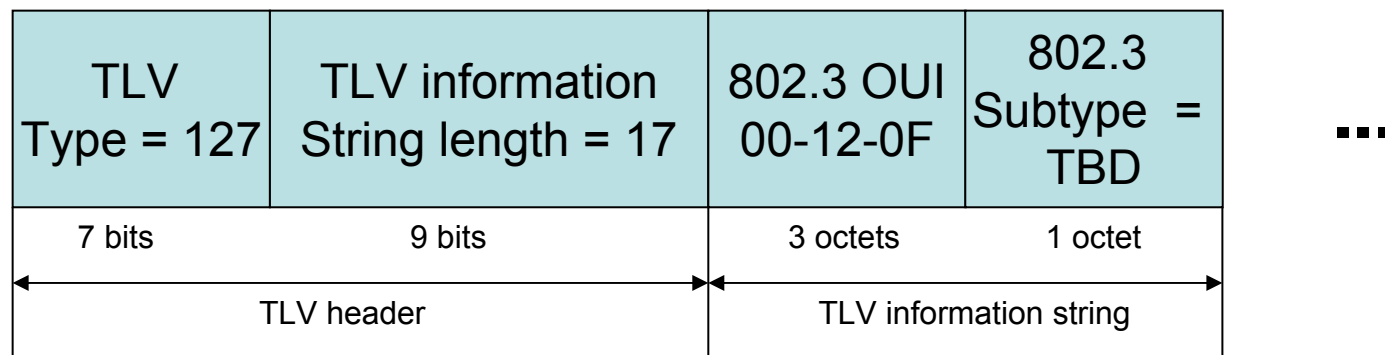 TLV
Type = 127
TLV information
String length = 17
802.3 OUI
00-12-0F
802.3
Subtype =
TBD
7 bits
9 bits
3 octets
1 octet
TLV header
TLV information string